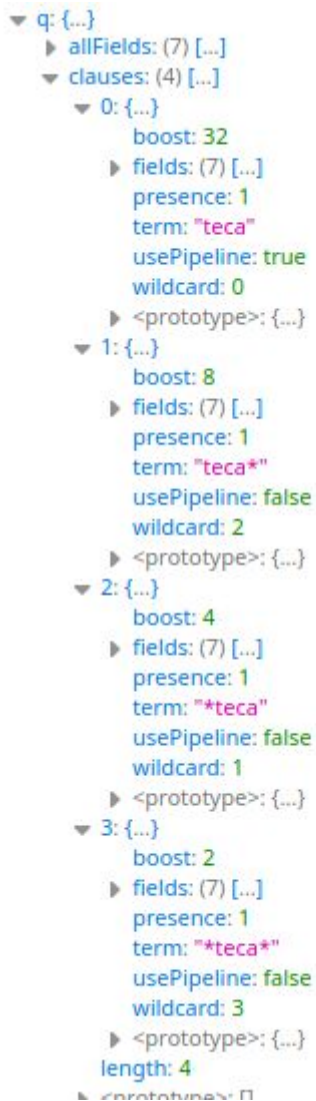 q: {…}
allFields: (7) […]
clauses: (4) […]
0: {…}
boost: 32
fields: (7) […]
presence: 1
term: "teca"
usePipeline: true
wildcard: 0
<prototype>: {…}
1: {…}
boost: 8
fields: (7) […]
presence: 1
term: "teca*"
usePipeline: false
wildcard: 2
<prototype>: {…}
2: {…}
boost: 4
fields: (7) […]
presence: 1
term: "*teca"
usePipeline: false
wildcard: 1
<prototype>: {…}
3: {…}
boost: 2
fields: (7) […]
presence: 1
term: "*teca*"
usePipeline: false
wildcard: 3
<prototype>: {…}
length: 4
<prototype>: []